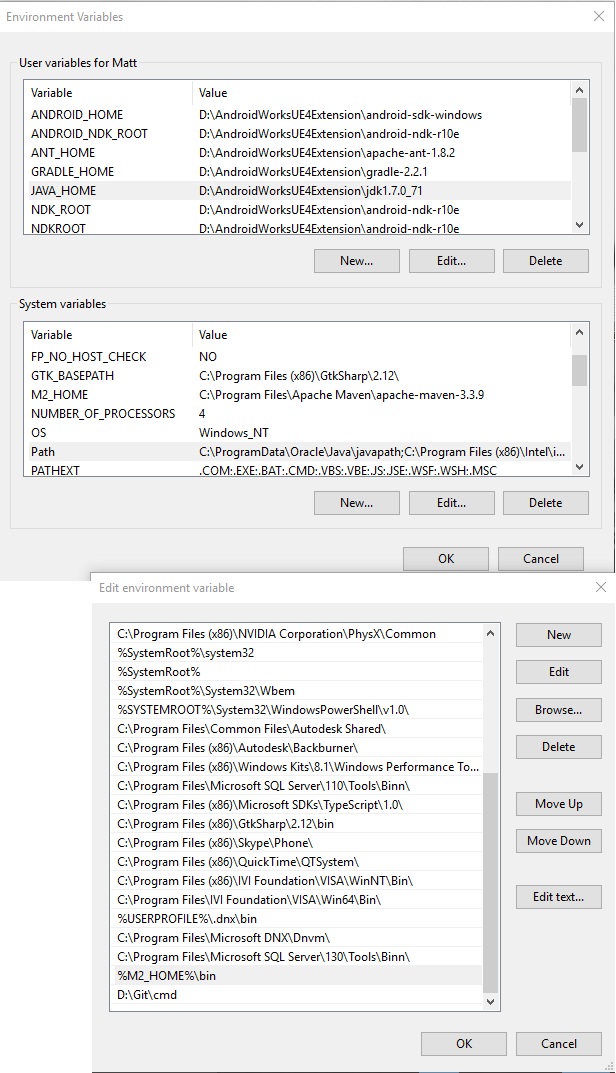 Environment Variables
User variables for Matt
Variable Value
ANDROID_HOME D:\AndroidWorksUE4Extension\android-sdk-windows
ANDROID_NDK_ROOT D:\AndroidWorksUE4Extension\android-ndk-r10e
ANT_HOME D:\AndroidWorksUE4Extension\apache-ant-1.8.2
GRADLE_HOME D:\AndroidWorksUE4Extension\gradle-2.2.1
JAVA_HOME D:\AndroidWorksUE4Extension\jdk1.7.0_71
NDK_ROOT D:\AndroidWorksUE4Extension\android-ndk-r10e
NDKROOT D:\AndroidWorksUE4Extension\android-ndk-r10e
New... Edit... Delete
System variables
Variable Value
FP_NO_HOST_CHECK NO
GTK_BASEPATH C:\Program Files (x86)\GtkSharp\2.12\
M2_HOME C:\Program Files\Apache Maven\apache-maven-3.3.9
NUMBER_OF_PROCESSORS 4
OS Windows_NT
Path C:\ProgramData\Oracle\Java\javapath;C:\Program Files (x86)\Intel\i...
PATHEXT .COM;.EXE;.BAT;.CMD;.VBS;.VBE;.JS;.JSE;.WSF;.WSH;.MSC
New... Edit... Delete
OK Cancel
Edit environment variable
C:\Program Files (x86)\NVIDIA Corporation\PhysX\Common
%SystemRoot%\system32
%SystemRoot%
%SystemRoot%\System32\Wbem
%SYSTEMROOT%\System32\WindowsPowerShell\v1.0\
C:\Program Files\Common Files\Autodesk Shared\
C:\Program Files (x86)\Autodesk\Backburner\
C:\Program Files (x86)\Windows Kits\8.1\Windows Performance To...
C:\Program Files\Microsoft SQL Server\110\Tools\Binn\
C:\Program Files (x86)\Microsoft SDKs\TypeScript\1.0\
C:\Program Files (x86)\GtkSharp\2.12\bin
C:\Program Files (x86)\Skype\Phone\
C:\Program Files (x86)\QuickTime\QTSystem\
C:\Program Files (x86)\IVI Foundation\VISA\WinNT\Bin\
C:\Program Files\IVI Foundation\VISA\Win64\Bin\
%USERPROFILE%\.dnx\bin
C:\Program Files\Microsoft DNX\Dnvm\
C:\Program Files\Microsoft SQL Server\130\Tools\Binn\
%M2_HOME%\bin
D:\Git\cmd
New
Edit
Browse...
Delete
Move Up
Move Down
Edit text...
OK Cancel